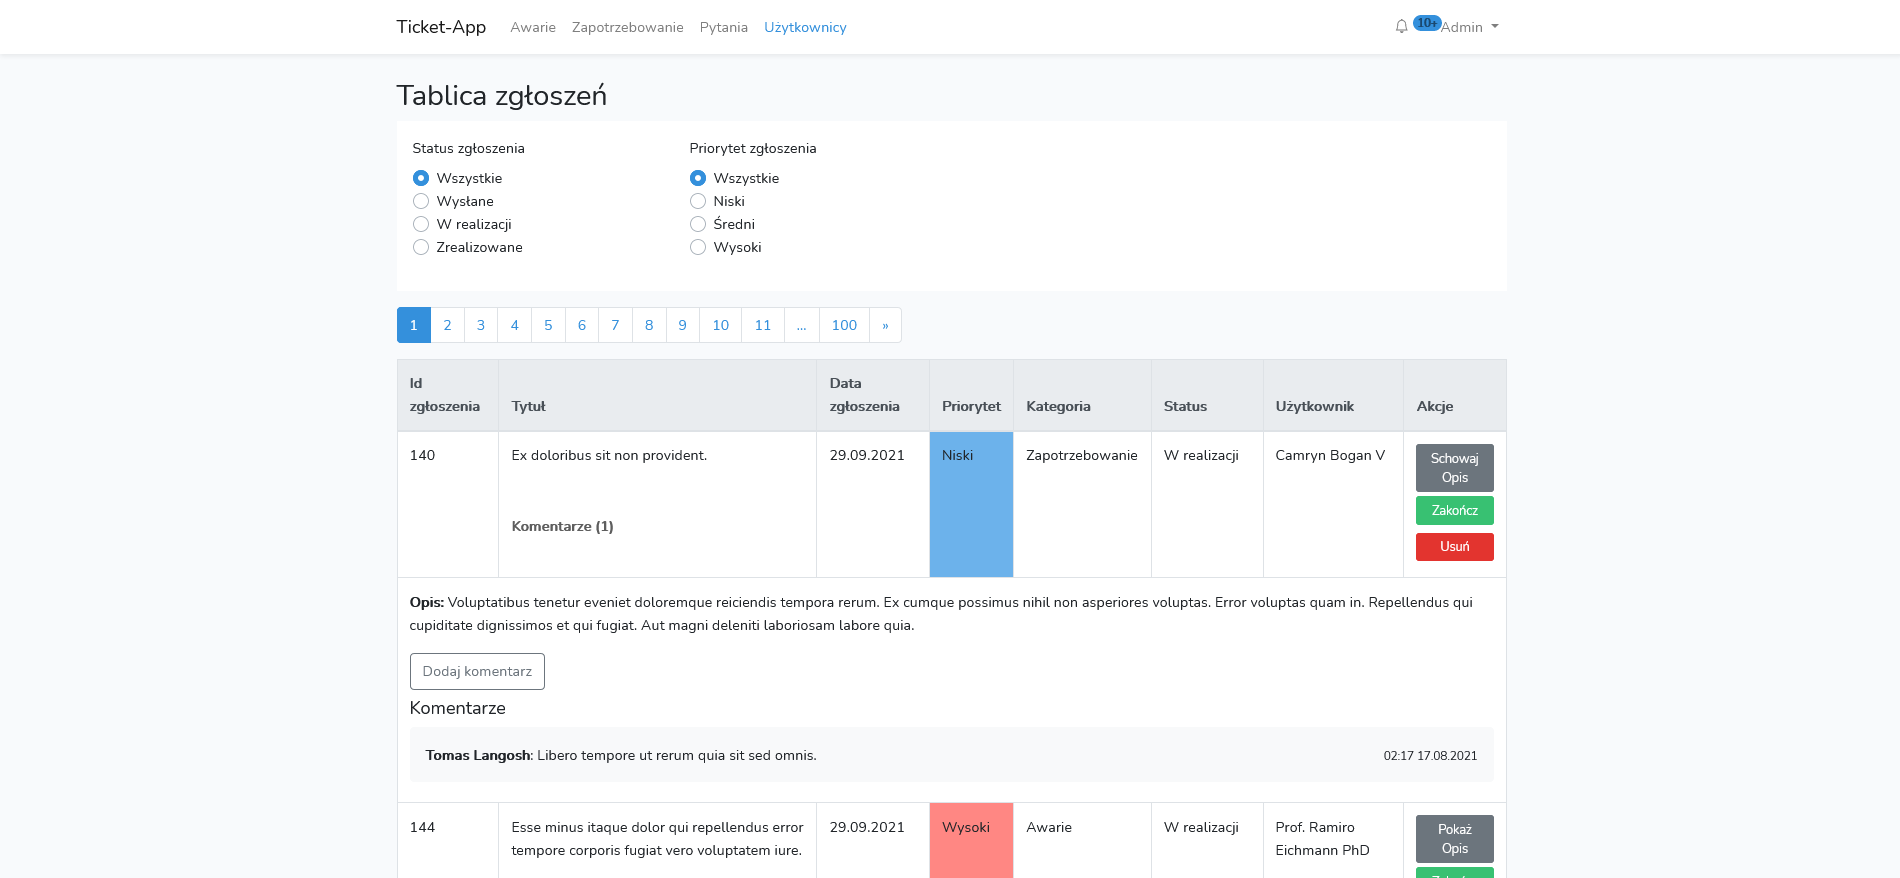 Ticket-App Awarie Zapotrzebowanie Pytania Użytkownicy 10+ Admin
Tablica zgłoszeń
Status zgłoszenia Priorytet zgłoszenia
Wszystkie Wszystkie
Wysłane Niski
W realizacji Średni
Zrealizowane Wysoki
1 2 3 4 5 6 7 8 9 10 11 ... 100 »
Id zgłoszenia Tytuł Data zgłoszenia Priorytet Kategoria Status Użytkownik Akcje
140 Ex doloribus sit non provident. 29.09.2021 Niski Zapotrzebowanie W realizacji Camryn Bogan V Schowaj Opis
Zakończ
Komentarze (1)
Usuń
Opis: Voluptatibus tenetur eveniet doloremque reiciendis tempora rerum. Ex cumque possimus nihil non asperiores voluptas. Error voluptas quam in. Repellendus qui
cupiditate dignissimos et qui fugiat. Aut magni deleniti laboriosam labore quia.
Dodaj komentarz
Komentarze
Tomas Langosh: Libero tempore ut rerum quia sit sed omnis. 02:17 17.08.2021
144 Esse minus itaque dolor qui repellendus error 29.09.2021 Wysoki Awarie W realizacji Prof. Ramiro Pokaż
tempore corporis fugiat vero voluptatem iure. Eichmann PhD Opis